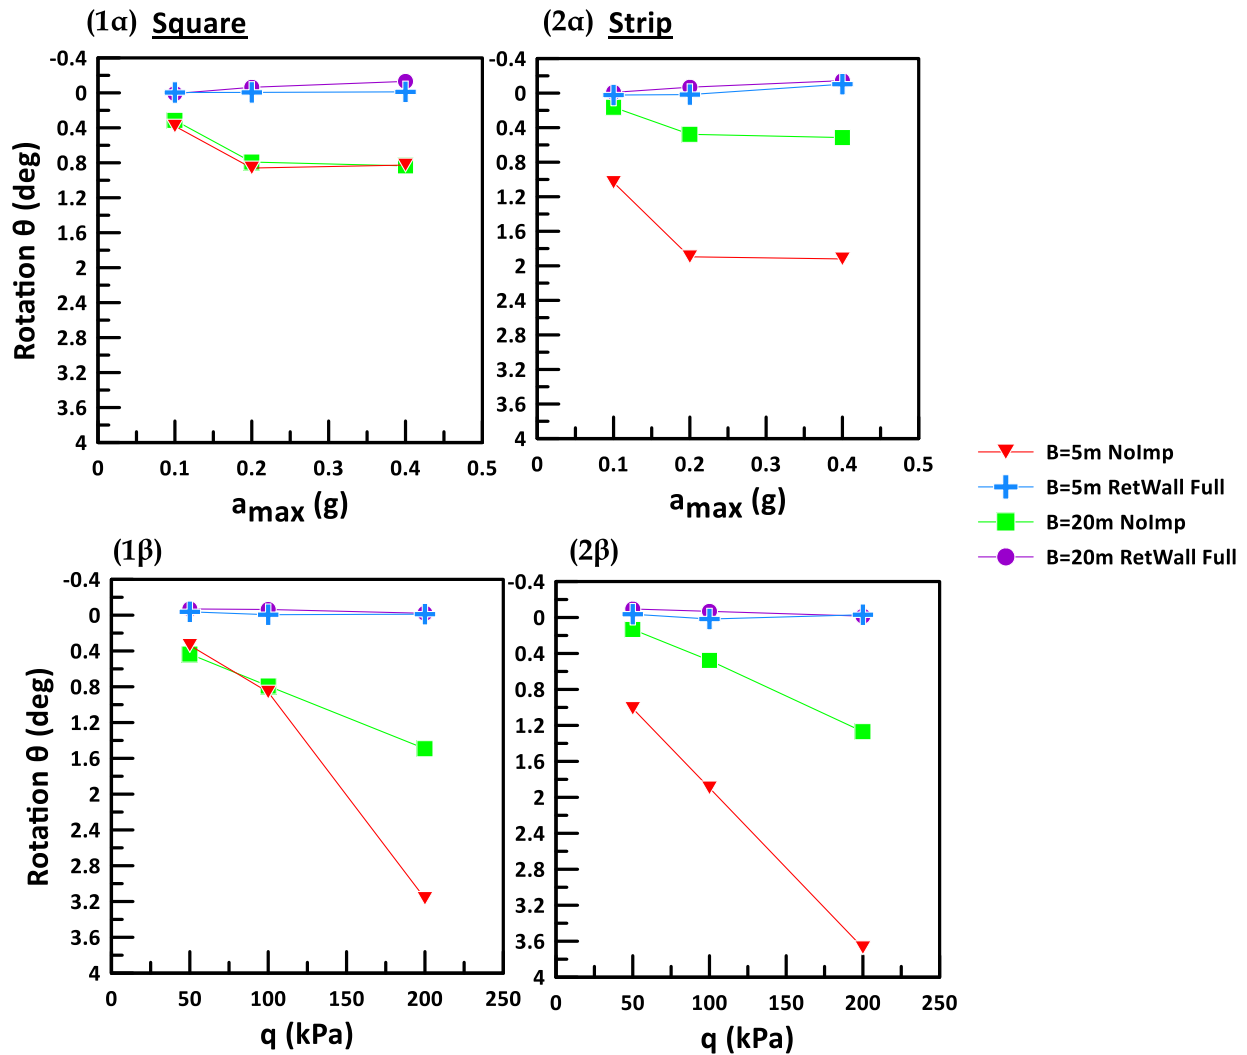 (1α) Square
-0.4
0
0.4
0.8
1.2
1.6
2
2.4
2.8
3.2
3.6
4
Rotation θ (deg)
0 0.1 0.2 0.3 0.4 0.5
amax (g)
(2α) Strip
-0.4
0
0.4
0.8
1.2
1.6
2
2.4
2.8
3.2
3.6
4
0 0.1 0.2 0.3 0.4 0.5
amax (g)
B=5m NoImp
B=5m RetWall Full
B=20m NoImp
B=20m RetWall Full
(1β)
-0.4
0
0.4
0.8
1.2
1.6
2
2.4
2.8
3.2
3.6
4
Rotation θ (deg)
0 50 100 150 200 250
q (kPa)
(2β)
-0.4
0
0.4
0.8
1.2
1.6
2
2.4
2.8
3.2
3.6
4
0 50 100 150 200 250
q (kPa)